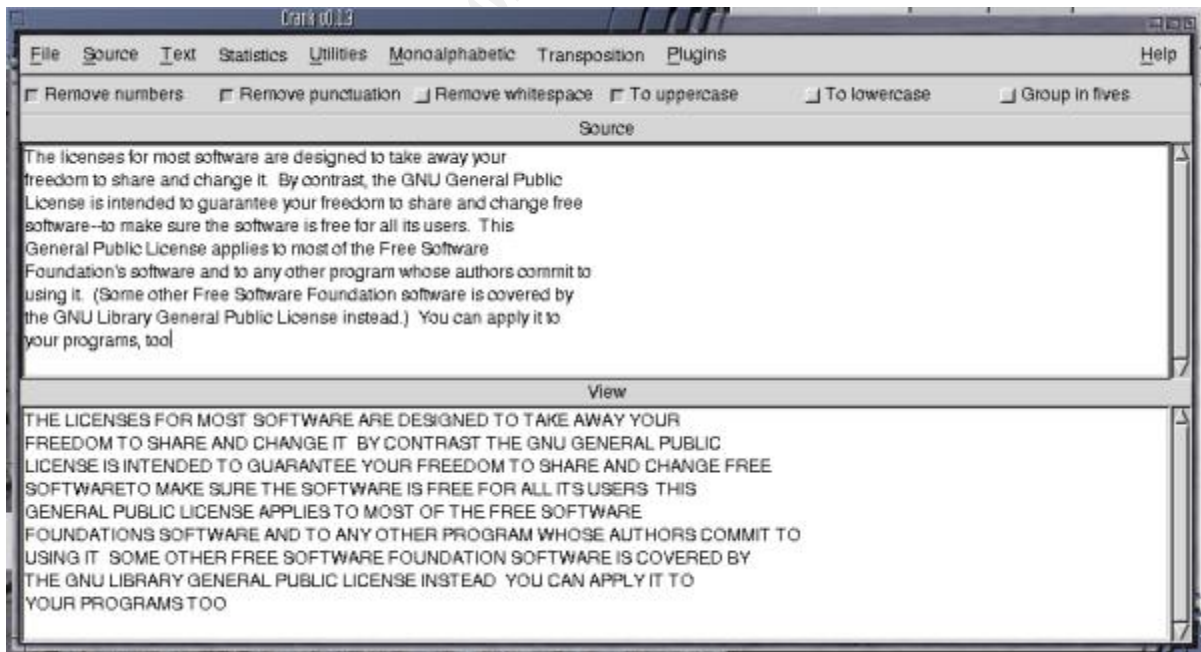 Crank v0.1.3
File Source Text Statistics Utilities Monoalphabetic Transposition Plugins Help
Remove numbers Remove punctuation Remove whitespace To uppercase To lowercase Group in fives
Source
The licenses for most software are designed to take away your
freedom to share and change it. By contrast, the GNU General Public
License is intended to guarantee your freedom to share and change free
software--to make sure the software is free for all its users. This
General Public License applies to most of the Free Software
Foundation's software and to any other program whose authors commit to
using it. (Some other Free Software Foundation software is covered by
the GNU Library General Public License instead.) You can apply it to
your programs, too
View
THE LICENSES FOR MOST SOFTWARE ARE DESIGNED TO TAKE AWAY YOUR
FREEDOM TO SHARE AND CHANGE IT BY CONTRAST THE GNU GENERAL PUBLIC
LICENSE IS INTENDED TO GUARANTEE YOUR FREEDOM TO SHARE AND CHANGE FREE
SOFTWARETO MAKE SURE THE SOFTWARE IS FREE FOR ALL ITS USERS THIS
GENERAL PUBLIC LICENSE APPLIES TO MOST OF THE FREE SOFTWARE
FOUNDATIONS SOFTWARE AND TO ANY OTHER PROGRAM WHOSE AUTHORS COMMIT TO
USING IT SOME OTHER FREE SOFTWARE FOUNDATION SOFTWARE IS COVERED BY
THE GNU LIBRARY GENERAL PUBLIC LICENSE INSTEAD YOU CAN APPLY IT TO
YOUR PROGRAMS TOO